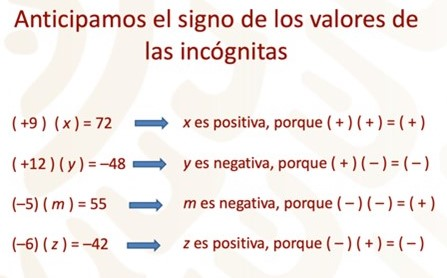 Anticipamos el signo de los valores de
las incógnitas
( +9 ) ( x ) = 72 x es positiva, porque ( + ) ( + ) = ( + )
( +12 ) ( y ) = –48 y es negativa, porque ( + ) ( – ) = ( – )
(–5) ( m ) = 55 m es negativa, porque ( – ) ( – ) = ( + )
(–6) ( z ) = –42 z es positiva, porque ( – ) ( + ) = ( – )